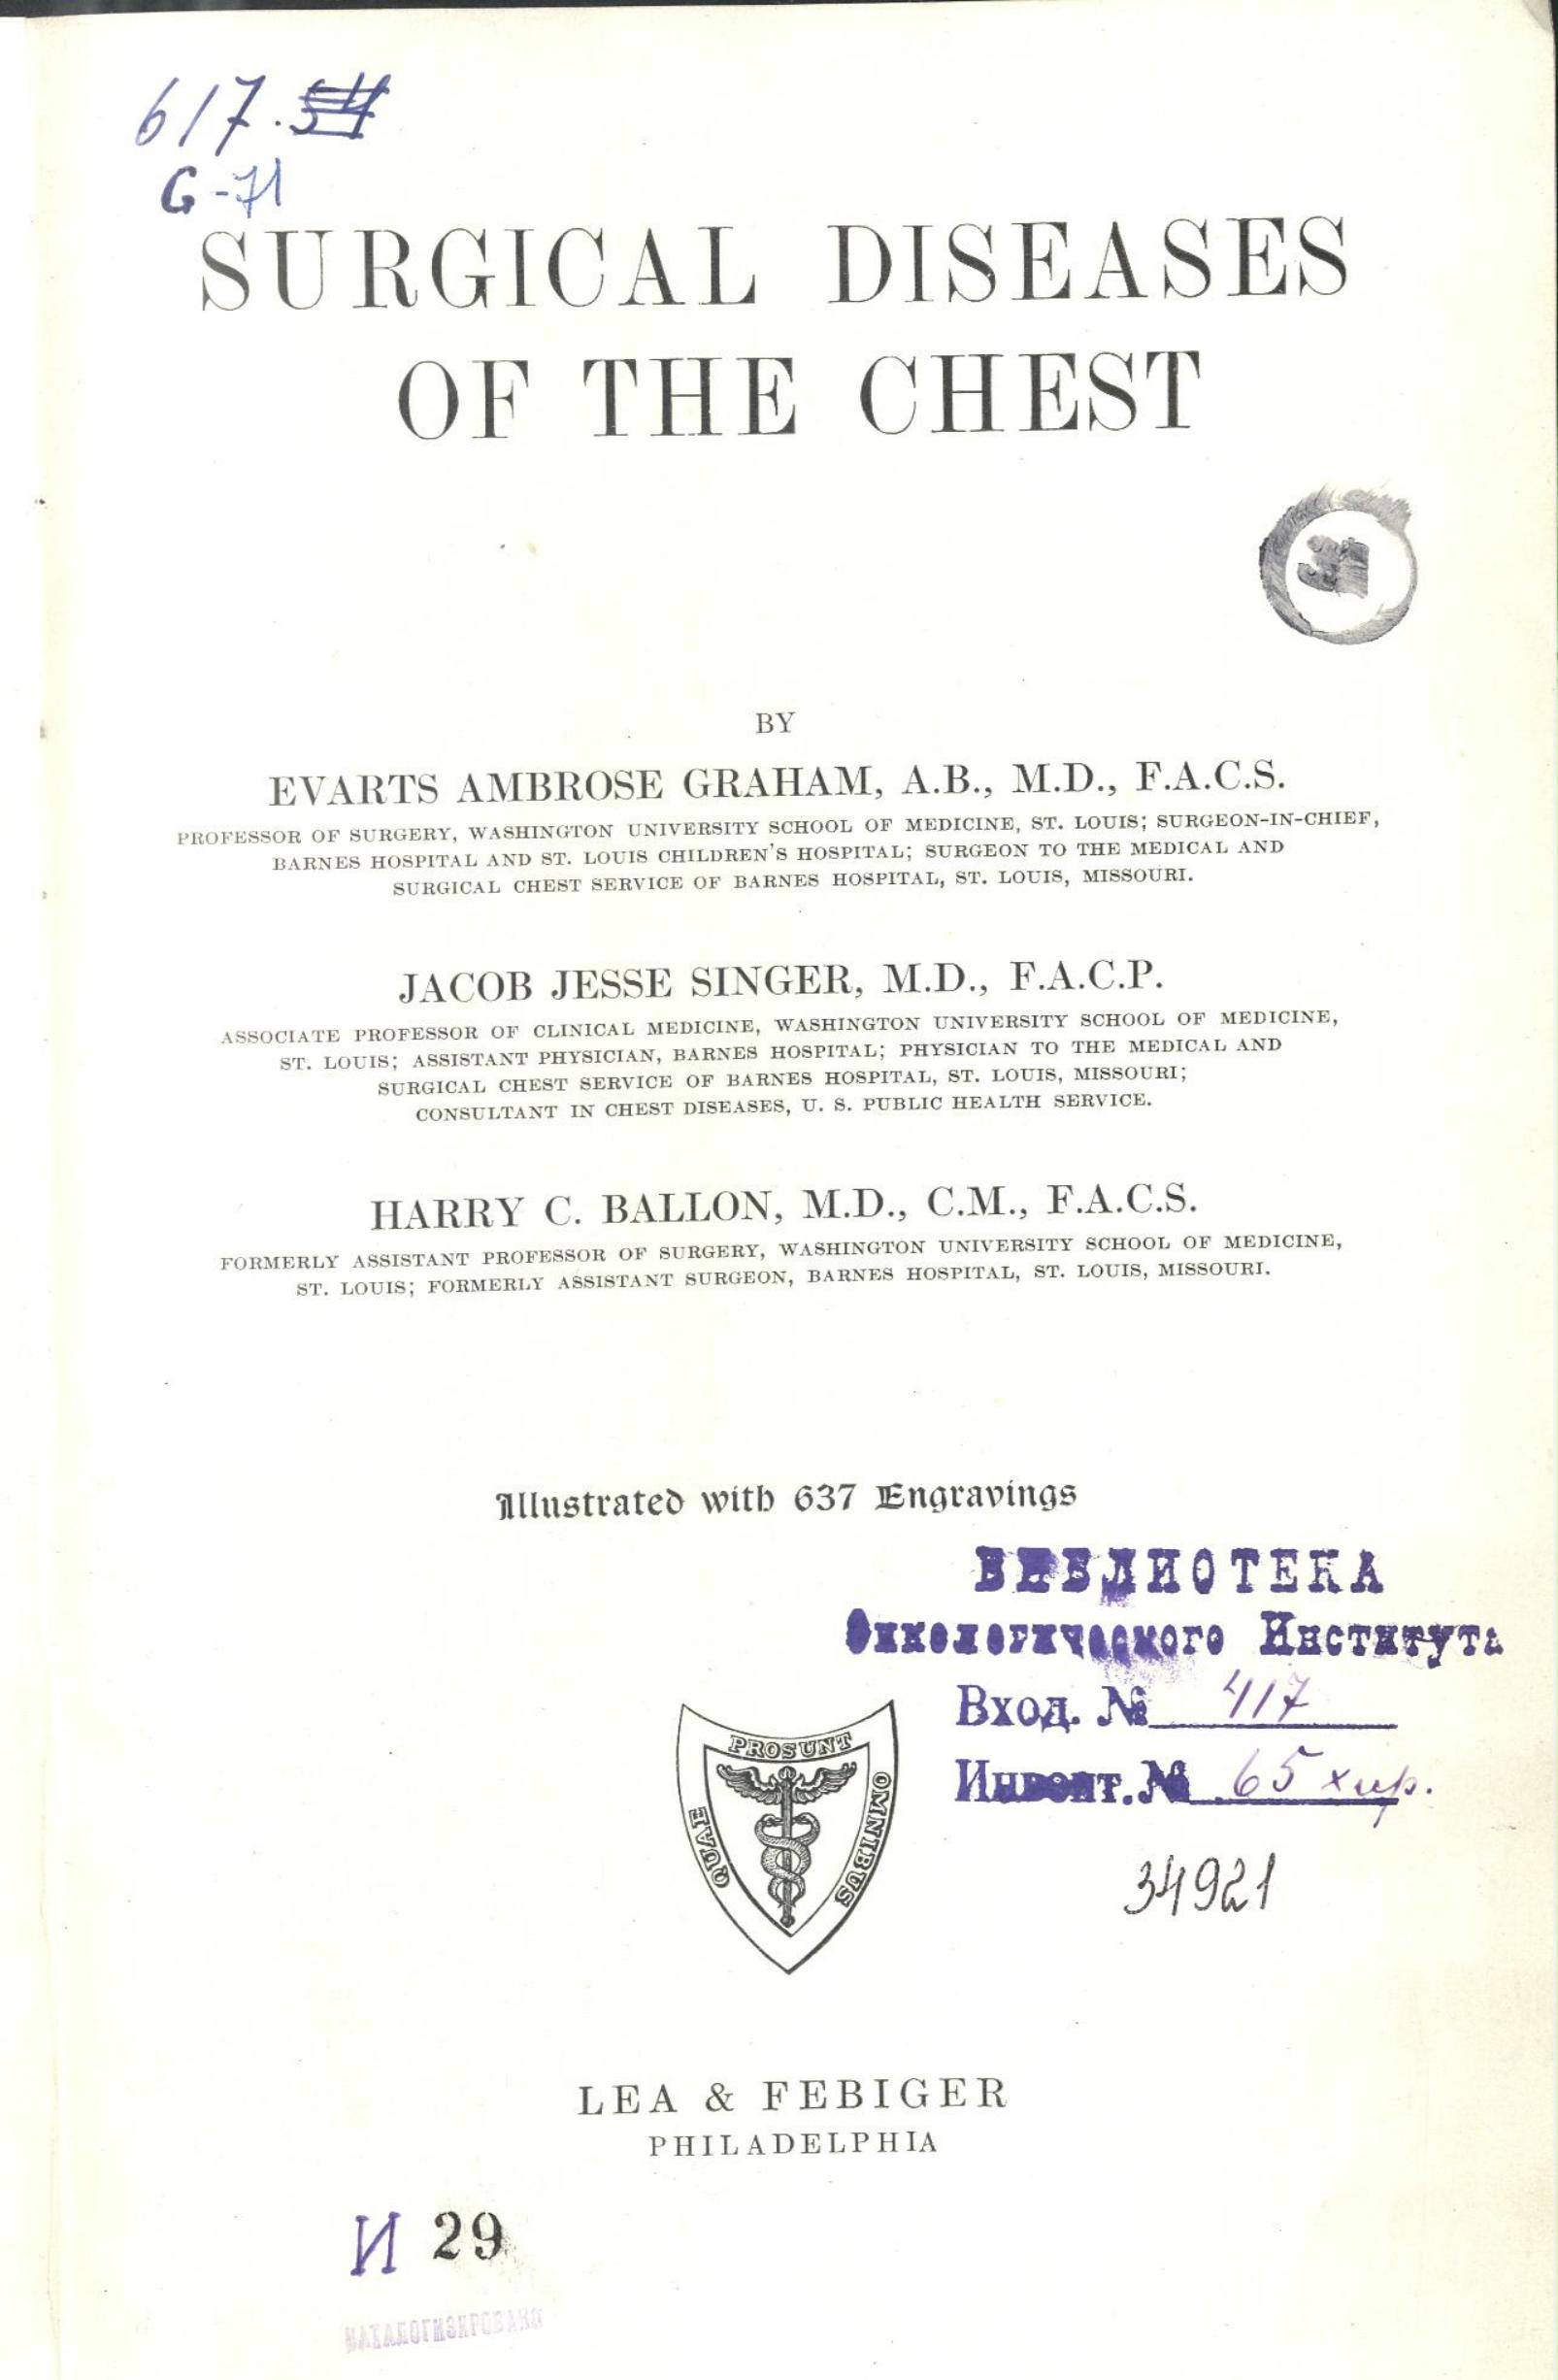 617.
G-71
SURGICAL DISEASES
OF THE CHEST
BY
EVARTS AMBROSE GRAHAM, A.B., M.D., F.A.C.S.
PROFESSOR OF SURGERY, WASHINGTON UNIVERSITY SCHOOL OF MEDICINE, ST. LOUIS; SURGEON-IN-CHIEF,
BARNES HOSPITAL AND ST. LOUIS CHILDREN'S HOSPITAL; SURGEON TO THE MEDICAL AND
SURGICAL CHEST SERVICE OF BARNES HOSPITAL, ST. LOUIS, MISSOURI.
JACOB JESSE SINGER, M.D., F.A.C.P.
ASSOCIATE PROFESSOR OF CLINICAL MEDICINE, WASHINGTON UNIVERSITY SCHOOL OF MEDICINE,
ST. LOUIS; ASSISTANT PHYSICIAN, BARNES HOSPITAL; PHYSICIAN TO THE MEDICAL AND
SURGICAL CHEST SERVICE OF BARNES HOSPITAL, ST. LOUIS, MISSOURI;
CONSULTANT IN CHEST DISEASES, U. S. PUBLIC HEALTH SERVICE.
HARRY C. BALLON, M.D., C.M., F.A.C.S.
FORMERLY ASSISTANT PROFESSOR OF SURGERY, WASHINGTON UNIVERSITY SCHOOL OF MEDICINE,
ST. LOUIS; FORMERLY ASSISTANT SURGEON, BARNES HOSPITAL, ST. LOUIS, MISSOURI.
Illustrated with 637 Engravings
БИБЛИОТЕКА
Онкологического Института
Вход. № 417
Инвент. № 65 хир.
34921
QUAE PROSUNT OMNIBUS
LEA & FEBIGER
PHILADELPHIA
И 29
КАТАЛОГИЗИРОВАНО